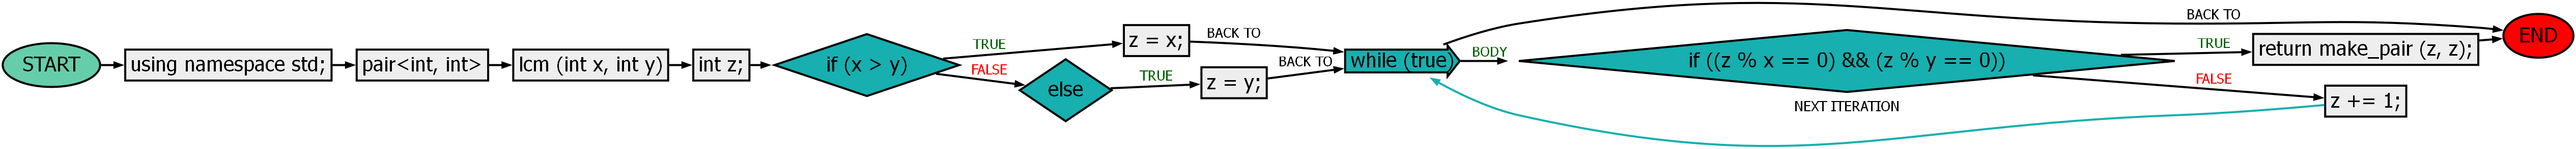 START
using namespace std;
pair<int, int>
lcm (int x, int y)
int z;
if (x > y)
TRUE
z = x;
BACK TO
FALSE
else
TRUE
z = y;
BACK TO
while (true)
BODY
if ((z % x == 0) && (z % y == 0))
TRUE
return make_pair (z, z);
FALSE
z += 1;
NEXT ITERATION
BACK TO
END